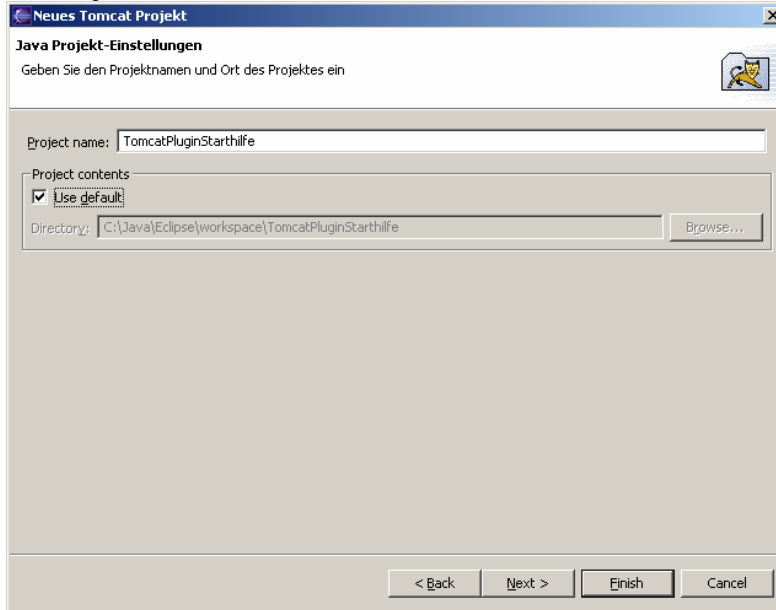 Neues Tomcat Projekt
Java Projekt-Einstellungen
Geben Sie den Projektnamen und Ort des Projektes ein
Project name: TomcatPluginStarthilfe
Project contents
Use default
Directory: C:\Java\Eclipse\workspace\TomcatPluginStarthilfe Browse...
< Back Next > Finish Cancel